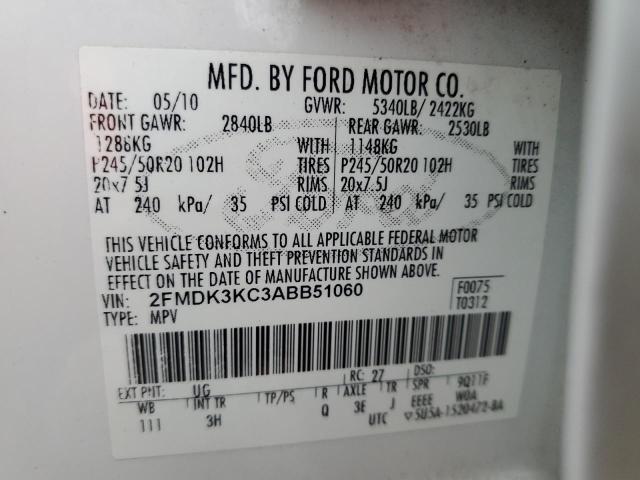 MFD. BY FORD MOTOR CO.
DATE: 05/10 GVWR: 5340LB/ 2422KG
FRONT GAWR: 2840LB REAR GAWR: 2530LB
1286KG WITH 1148KG WITH
P245/50R20 102H TIRES P245/50R20 102H TIRES
20x7.5J RIMS 20x7.5J RIMS
AT 240 kPa/ 35 PSI COLD AT 240 kPa/ 35 PSI COLD
THIS VEHICLE CONFORMS TO ALL APPLICABLE FEDERAL MOTOR
VEHICLE SAFETY AND THEFT PREVENTION STANDARDS IN
EFFECT ON THE DATE OF MANUFACTURE SHOWN ABOVE.
VIN: 2FMDK3KC3ABB51060 F0075
TYPE: MPV T0312
EXT PNT: UG RC: 27 DSO:
WB INT TR TP/PS R AXLE TR SPR 9Q11F
111 3H Q 3E J EEEE W0A
UTC 5U5A-1520472-BA